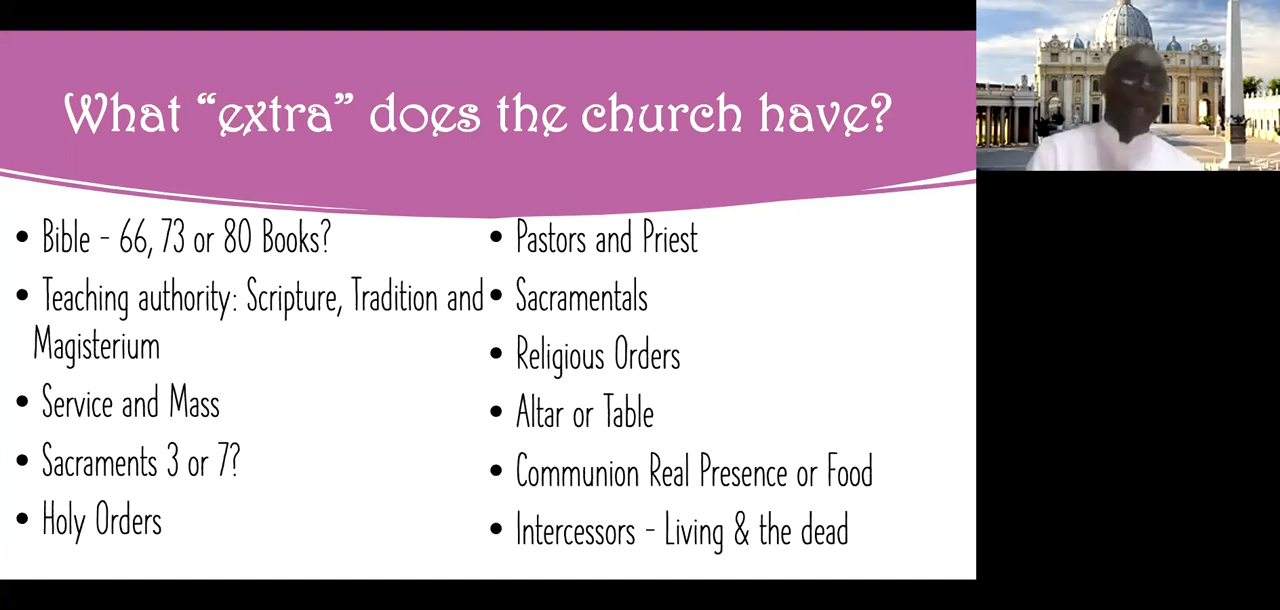 What “extra” does the church have?
• Bible - 66, 73 or 80 Books?
• Teaching authority: Scripture, Tradition and
Magisterium
• Service and Mass
• Sacraments 3 or 7?
• Holy Orders
• Pastors and Priest
• Sacramentals
• Religious Orders
• Altar or Table
• Communion Real Presence or Food
• Intercessors - Living & the dead